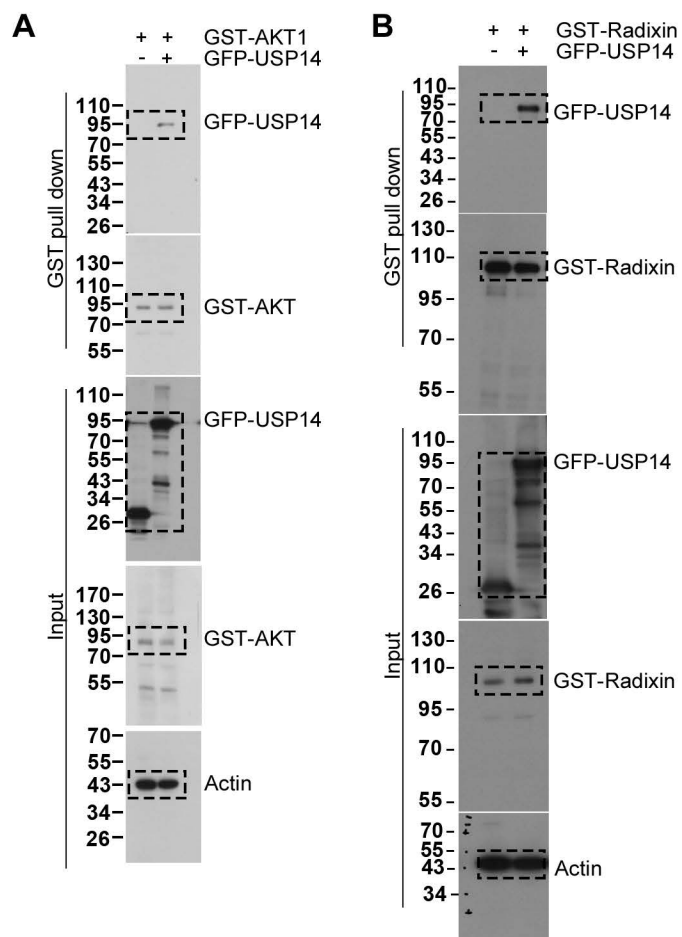 A
+ + GST-AKT1
- + GFP-USP14
GST pull down
110
95
70
55
43
34
26
GFP-USP14
130
110
95
70
55
GST-AKT
Input
110
95
70
55
43
34
26
GFP-USP14
170
130
95
70
55
GST-AKT
70
55
43
34
26
Actin
B
+ + GST-Radixin
- + GFP-USP14
GST pull down
110
95
70
55
43
34
26
GFP-USP14
130
110
95
70
55
GST-Radixin
Input
110
95
70
55
43
34
26
GFP-USP14
130
110
95
70
55
GST-Radixin
70
55
43
34
Actin